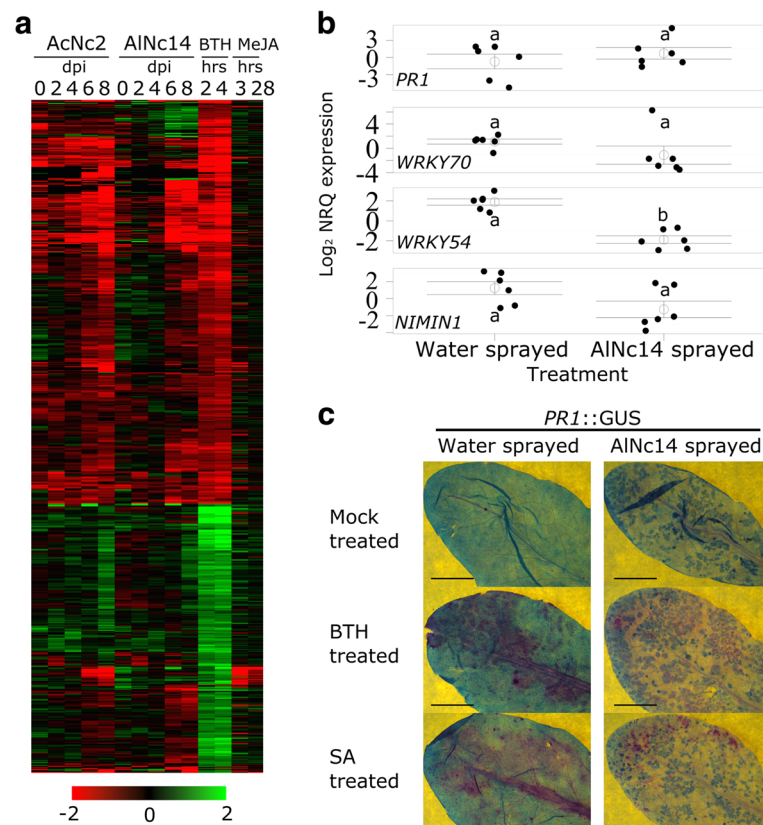 a
AcNc2 AlNc14 BTH MeJA
dpi dpi hrs hrs
0 2 4 6 8 0 2 4 6 8 2 4 3 28
-2 0 2
b
Log₂ NRQ expression
3
0
-3
PR1
a a
4
0
-4
WRKY70
a a
2
0
-2
WRKY54
a b
2
0
-2
NIMIN1
a a
Water sprayed AlNc14 sprayed
Treatment
c
PR1::GUS
Water sprayed AlNc14 sprayed
Mock
treated
BTH
treated
SA
treated